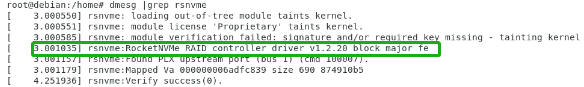 root@debian:/home# dmesg |grep rsnvme
[    3.000550] rsnvme: loading out-of-tree module taints kernel.
[    3.000551] rsnvme: module license 'Proprietary' taints kernel.
[    3.000585] rsnvme: module verification failed: signature and/or required key missing - tainting kernel
[    3.001035] rsnvme:RocketNVMe RAID controller driver v1.2.20 block major fe
[    3.001157] rsnvme:Found PLX upstream port (bus 1) (cmd 100007).
[    3.001179] rsnvme:Mapped Va 000000006adfc839 size 690 874910b5
[    4.251936] rsnvme:Verify success(0).